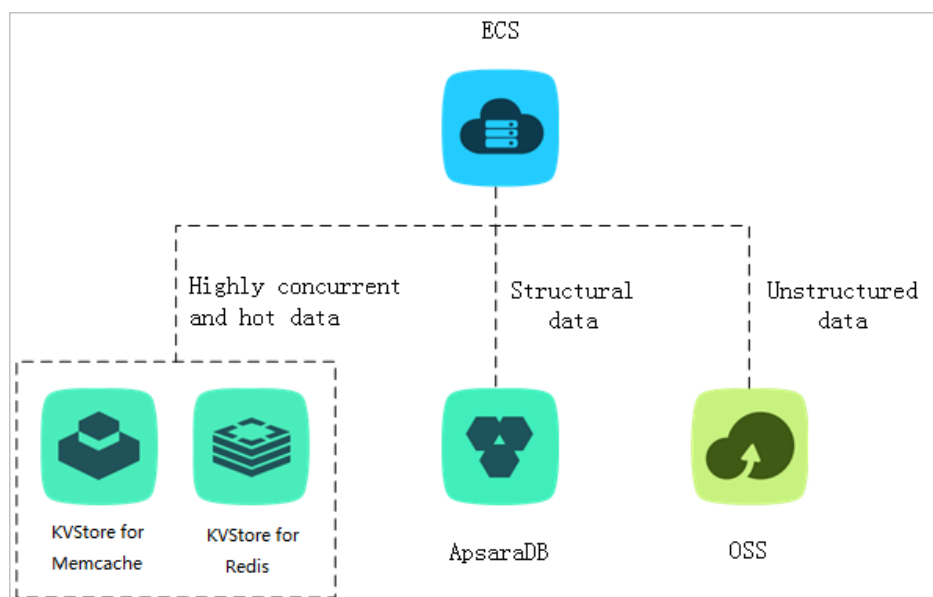 ECS
Highly concurrent
and hot data
Structural
data
Unstructured
data
KVStore for
Memcache
KVStore for
Redis
ApsaraDB
OSS